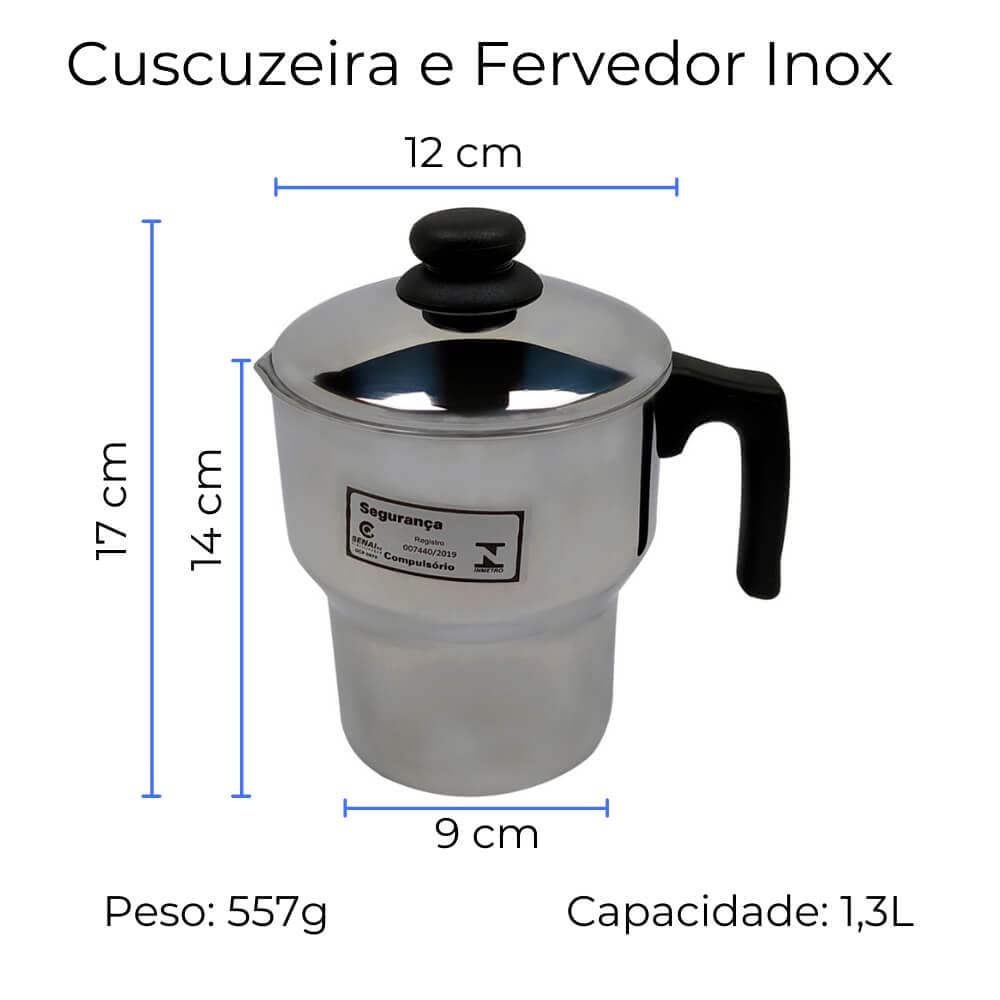 Cuscuzeira e Fervedor Inox
12 cm
17 cm
14 cm
Segurança
Registro
007440/2019
SENAI
Compulsório
INMETRO
9 cm
Peso: 557g
Capacidade: 1,3L